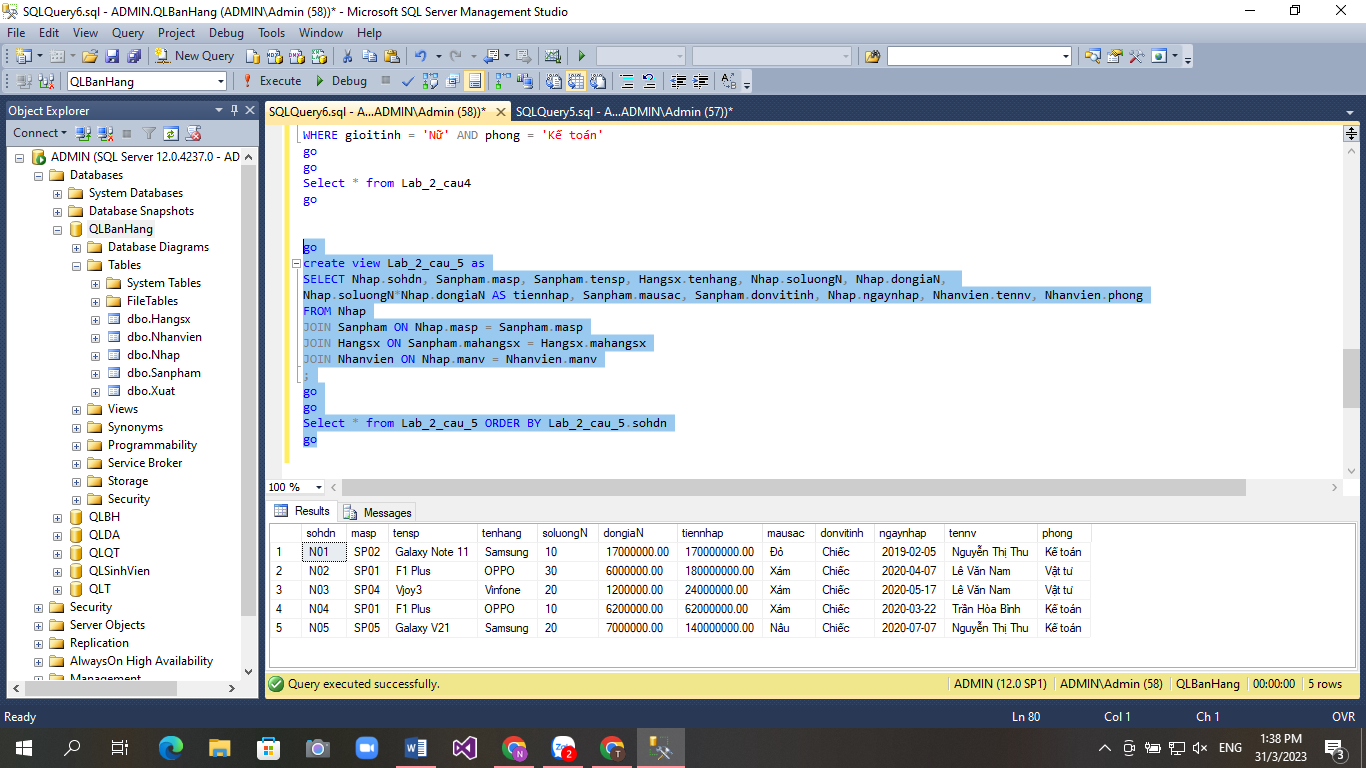 SQLQuery6.sql - ADMIN.QLBanHang (ADMIN\Admin (58))* - Microsoft SQL Server Management Studio
File Edit View Query Project Debug Tools Window Help
New Query
QLBanHang Execute Debug
Object Explorer
Connect
ADMIN (SQL Server 12.0.4237.0 - AD
Databases
System Databases
Database Snapshots
QLBanHang
Database Diagrams
Tables
System Tables
FileTables
dbo.Hangsx
dbo.Nhanvien
dbo.Nhap
dbo.Sanpham
dbo.Xuat
Views
Synonyms
Programmability
Service Broker
Storage
Security
QLBH
QLDA
QLQT
QLSinhVien
QLT
Security
Server Objects
Replication
AlwaysOn High Availability
Management
SQLQuery6.sql - A...ADMIN\Admin (58))* SQLQuery5.sql - A...ADMIN\Admin (57))*
WHERE gioitinh = 'Nữ' AND phong = 'Kế toán'
go
go
Select * from Lab_2_cau4
go
go
create view Lab_2_cau_5 as
SELECT Nhap.sohdn, Sanpham.masp, Sanpham.tensp, Hangsx.tenhang, Nhap.soluongN, Nhap.dongiaN,
Nhap.soluongN*Nhap.dongiaN AS tiennhap, Sanpham.mausac, Sanpham.donvitinh, Nhap.ngaynhap, Nhanvien.tennv, Nhanvien.phong
FROM Nhap
JOIN Sanpham ON Nhap.masp = Sanpham.masp
JOIN Hangsx ON Sanpham.mahangsx = Hangsx.mahangsx
JOIN Nhanvien ON Nhap.manv = Nhanvien.manv
;
go
go
Select * from Lab_2_cau_5 ORDER BY Lab_2_cau_5.sohdn
go
100 %
Results Messages
sohdn masp tensp tenhang soluongN dongiaN tiennhap mausac donvitinh ngaynhap tennv phong
1 N01 SP02 Galaxy Note 11 Samsung 10 17000000.00 170000000.00 Đỏ Chiếc 2019-02-05 Nguyễn Thị Thu Kế toán
2 N02 SP01 F1 Plus OPPO 30 6000000.00 180000000.00 Xám Chiếc 2020-04-07 Lê Văn Nam Vật tư
3 N03 SP04 Vjoy3 Vinfone 20 1200000.00 24000000.00 Xám Chiếc 2020-05-17 Lê Văn Nam Vật tư
4 N04 SP01 F1 Plus OPPO 10 6200000.00 62000000.00 Xám Chiếc 2020-03-22 Trần Hòa Bình Kế toán
5 N05 SP05 Galaxy V21 Samsung 20 7000000.00 140000000.00 Nâu Chiếc 2020-07-07 Nguyễn Thị Thu Kế toán
Query executed successfully. ADMIN (12.0 SP1) ADMIN\Admin (58) QLBanHang 00:00:00 5 rows
Ready Ln 80 Col 1 Ch 1 OVR
ENG 1:38 PM
31/3/2023